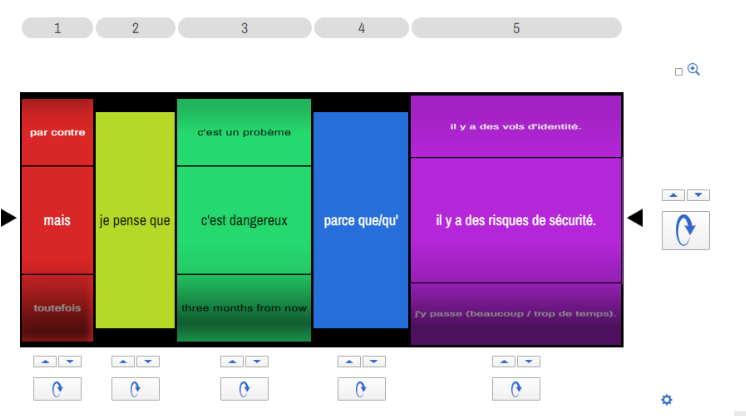 1 2 3 4 5
par contre c'est un probème il y a des vols d'identité.
mais je pense que c'est dangereux parce que/qu' il y a des risques de sécurité.
toutefois three months from now j'y passe (beaucoup / trop de temps).